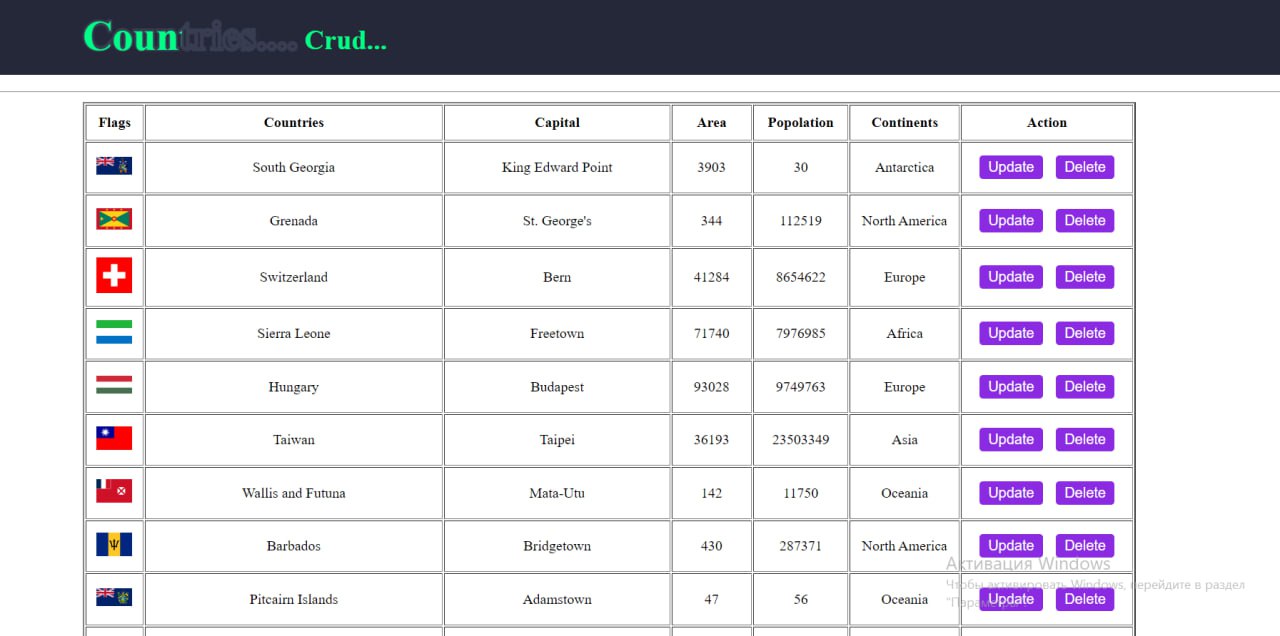 Countries.... Crud...
Flags Countries Capital Area Popolation Continents Action
South Georgia King Edward Point 3903 30 Antarctica Update Delete
Grenada St. George's 344 112519 North America Update Delete
Switzerland Bern 41284 8654622 Europe Update Delete
Sierra Leone Freetown 71740 7976985 Africa Update Delete
Hungary Budapest 93028 9749763 Europe Update Delete
Taiwan Taipei 36193 23503349 Asia Update Delete
Wallis and Futuna Mata-Utu 142 11750 Oceania Update Delete
Barbados Bridgetown 430 287371 North America Update Delete
Активация Windows
Чтобы активировать Windows, перейдите в раздел
Pitcairn Islands Adamstown 47 56 Oceania Update Delete
"Параметры".